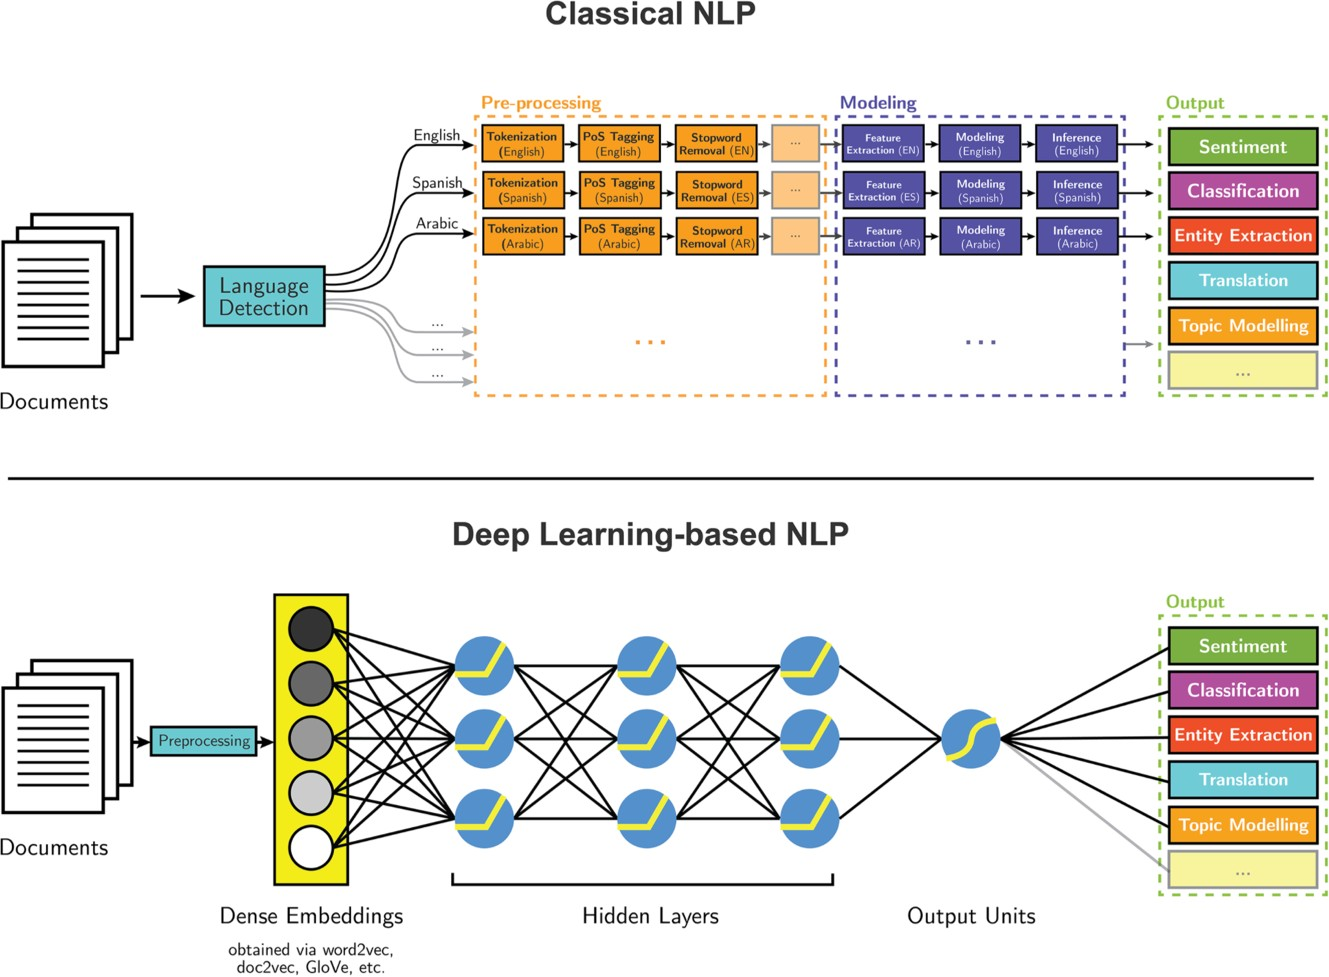 Classical NLP
Pre-processing
Modeling
Output
English
Tokenization
(English)
PoS Tagging
(English)
Stopword
Removal (EN)
...
Feature
Extraction (EN)
Modeling
(English)
Inference
(English)
Sentiment
Spanish
Tokenization
(Spanish)
PoS Tagging
(Spanish)
Stopword
Removal (ES)
...
Feature
Extraction (ES)
Modeling
(Spanish)
Inference
(Spanish)
Classification
Arabic
Tokenization
(Arabic)
PoS Tagging
(Arabic)
Stopword
Removal (AR)
...
Feature
Extraction (AR)
Modeling
(Arabic)
Inference
(Arabic)
Entity Extraction
Language
Detection
Translation
...
...
...
...
...
Topic Modelling
...
Documents
Deep Learning-based NLP
Output
Sentiment
Classification
Entity Extraction
Preprocessing
Translation
Topic Modelling
...
Documents
Dense Embeddings
obtained via word2vec,
doc2vec, GloVe, etc.
Hidden Layers
Output Units